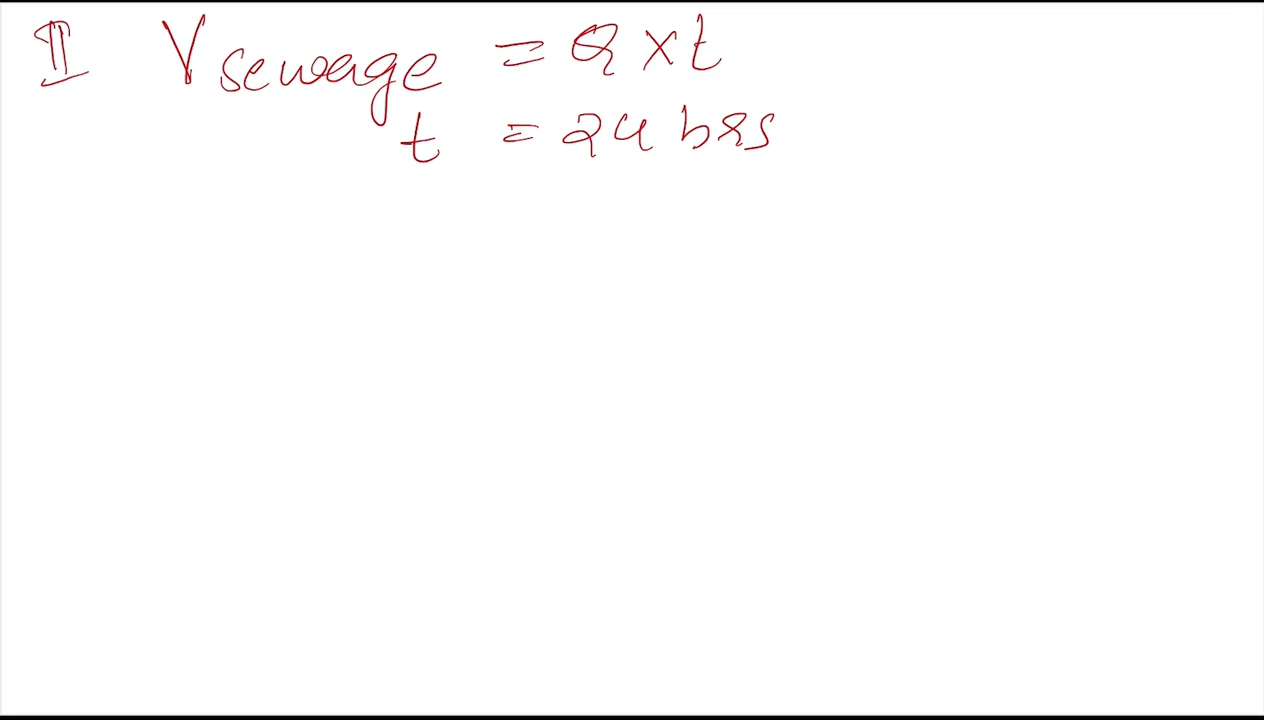 II V sewage = Q x t
t = 24 hrs